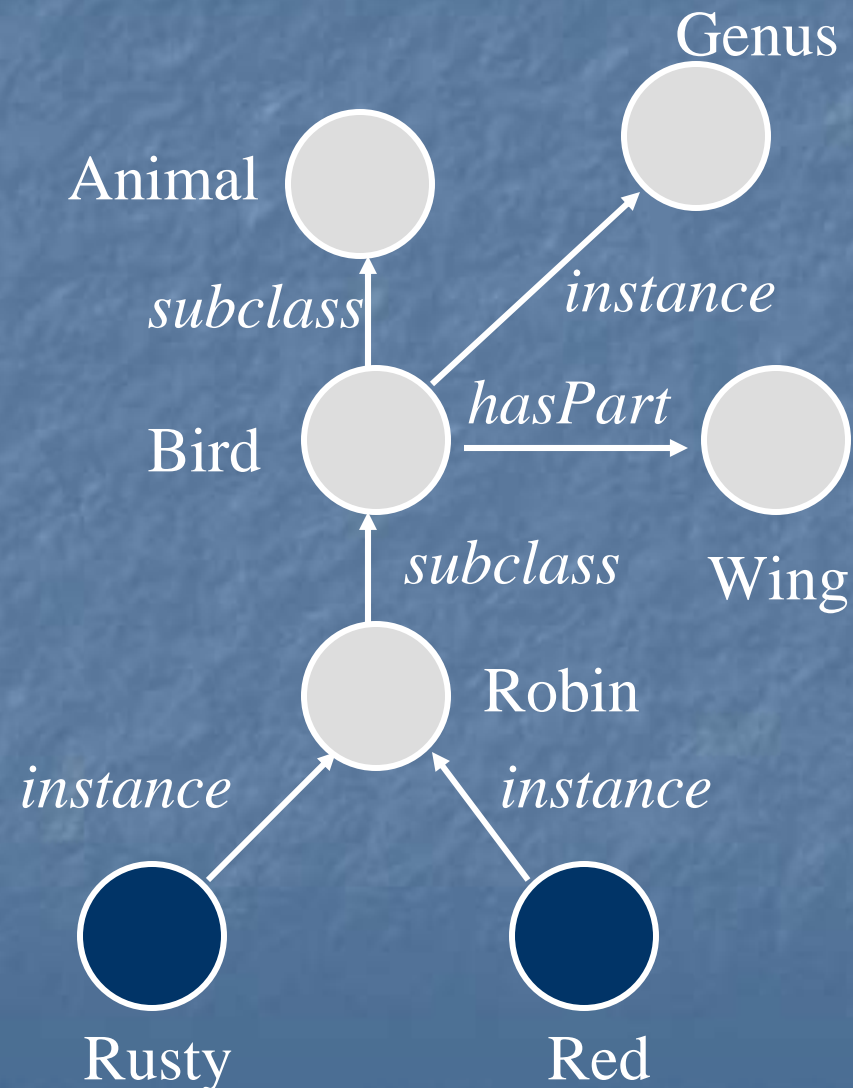 Genus
Animal
subclass
instance
hasPart
Bird
subclass
Wing
Robin
instance
instance
Rusty
Red